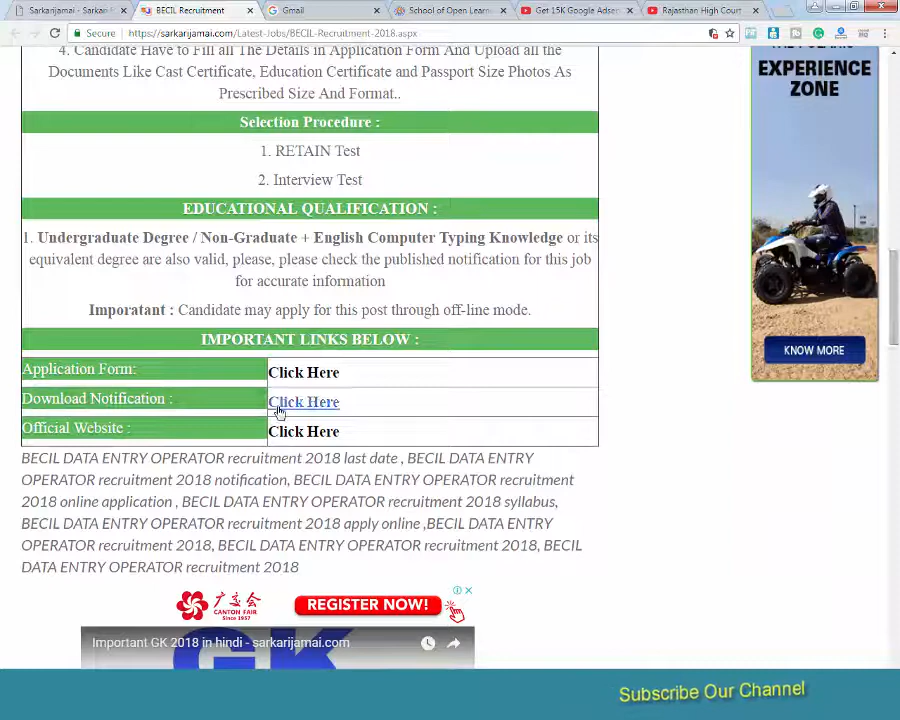 Sarkarijamai - Sarkari
BECIL Recruitment
Gmail
School of Open Learn
Get 15K Google Adsen
Rajasthan High Court
Secure
https://sarkarijamai.com/Latest-Jobs/BECIL-Recruitment-2018.aspx
4. Candidate Have to Fill all The Details in Application Form And Upload all the
Documents Like Cast Certificate, Education Certificate and Passport Size Photos As
Prescribed Size And Format..
Selection Procedure :
1. RETAIN Test
2. Interview Test
EDUCATIONAL QUALIFICATION :
1. Undergraduate Degree / Non-Graduate + English Computer Typing Knowledge or its
equivalent degree are also valid, please, please check the published notification for this job
for accurate information
Imporatant : Candidate may apply for this post through off-line mode.
IMPORTANT LINKS BELOW :
Application Form: Click Here
Download Notification : Click Here
Official Website : Click Here
BECIL DATA ENTRY OPERATOR recruitment 2018 last date , BECIL DATA ENTRY
OPERATOR recruitment 2018 notification, BECIL DATA ENTRY OPERATOR recruitment
2018 online application , BECIL DATA ENTRY OPERATOR recruitment 2018 syllabus,
BECIL DATA ENTRY OPERATOR recruitment 2018 apply online ,BECIL DATA ENTRY
OPERATOR recruitment 2018, BECIL DATA ENTRY OPERATOR recruitment 2018, BECIL
DATA ENTRY OPERATOR recruitment 2018
EXPERIENCE
ZONE
KNOW MORE
广交会
CANTON FAIR
Since 1957
REGISTER NOW!
Important GK 2018 in hindi - sarkarijamai.com
GK
Subscribe Our Channel